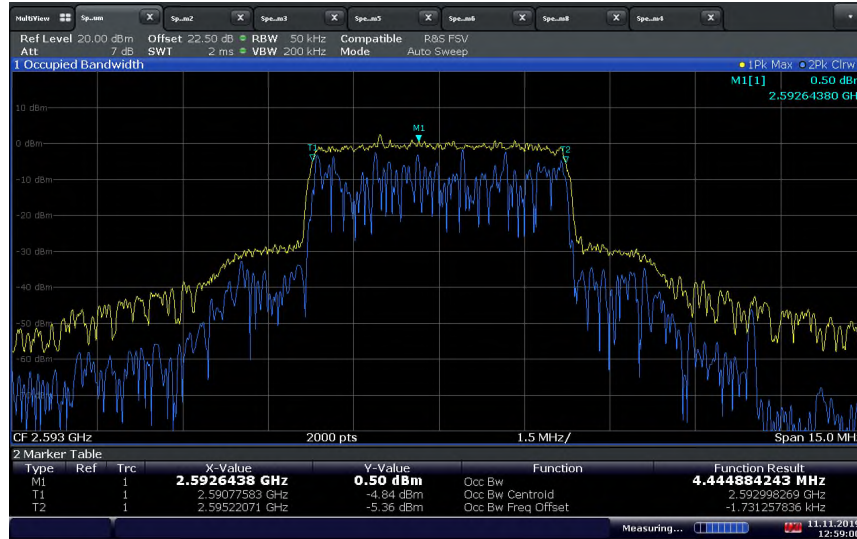 MultiView Sp..um X Sp..m2 X Spe..m3 X Spe..m5 X Spe..m6 X Spe..m8 X Spe..m4 X
Ref Level 20.00 dBm Offset 22.50 dB RBW 50 kHz Compatible R&S FSV
Att 7 dB SWT 2 ms VBW 200 kHz Mode Auto Sweep
1 Occupied Bandwidth 1Pk Max 2Pk Clrw
M1[1] 0.50 dBm
2.59264380 GH
10 dBm
M1
0 dBm
T1 T2
-10 dBm
-20 dBm
-30 dBm
-40 dBm
-50 dBm
-60 dBm
CF 2.593 GHz 2000 pts 1.5 MHz/ Span 15.0 MH
2 Marker Table
Type Ref Trc X-Value Y-Value Function Function Result
M1 1 2.5926438 GHz 0.50 dBm Occ Bw 4.444884243 MHz
T1 1 2.59077583 GHz -4.84 dBm Occ Bw Centroid 2.592998269 GHz
T2 1 2.59522071 GHz -5.36 dBm Occ Bw Freq Offset -1.731257836 kHz
Measuring... 11.11.2019
12:59:08